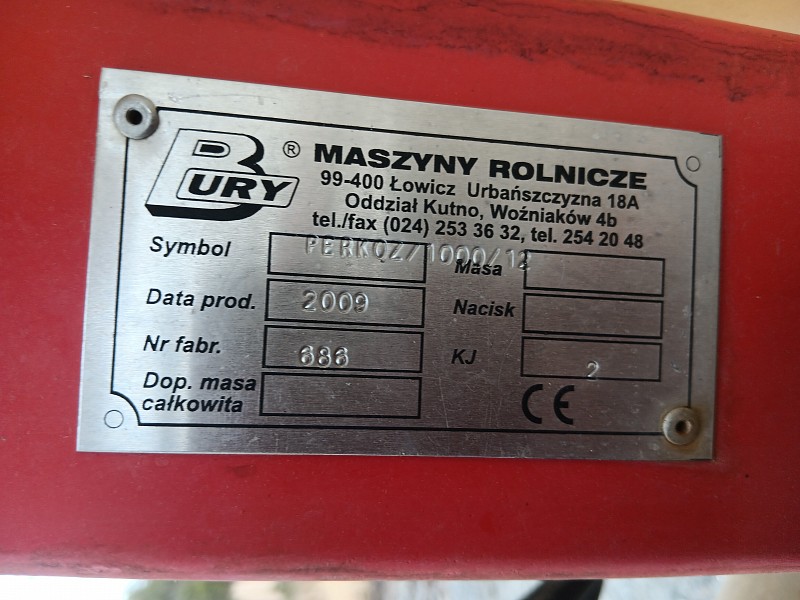 BURY ® MASZYNY ROLNICZE
99-400 Łowicz Urbańszczyzna 18A
Oddział Kutno, Woźniaków 4b
tel./fax (024) 253 36 32, tel. 254 20 48
Symbol PERKOZ/1000/12 Masa
Data prod. 2009 Nacisk
Nr fabr. 686 KJ 2
Dop. masa
całkowita
CE